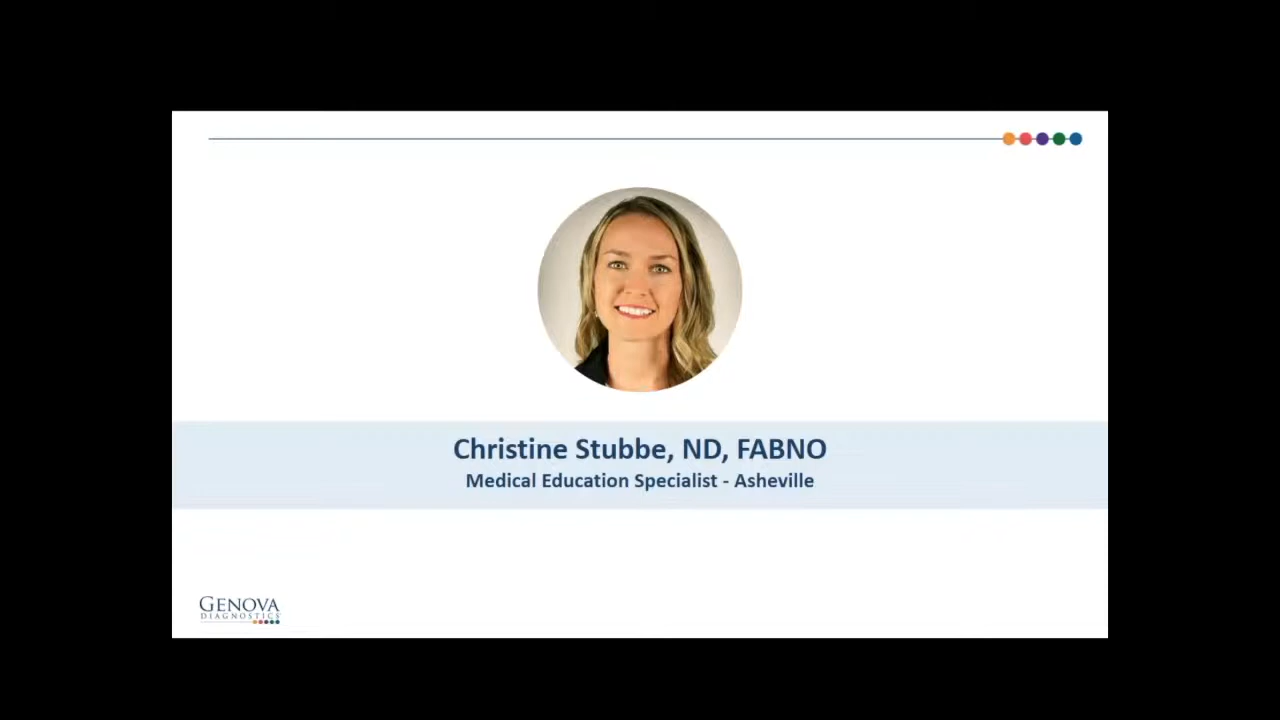 Christine Stubbe, ND, FABNO
Medical Education Specialist - Asheville
GENOVA
DIAGNOSTICS